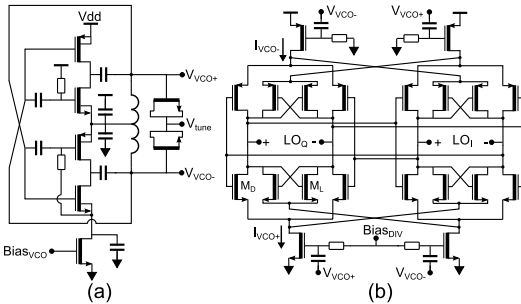 Vdd
V_VCO+
V_tune
V_VCO-
Bias_VCO
(a)
V_VCO- V_VCO+
I_VCO-
+ LO_Q - + LO_I -
M_D M_L
I_VCO+ Bias_DIV
V_VCO+ V_VCO-
(b)